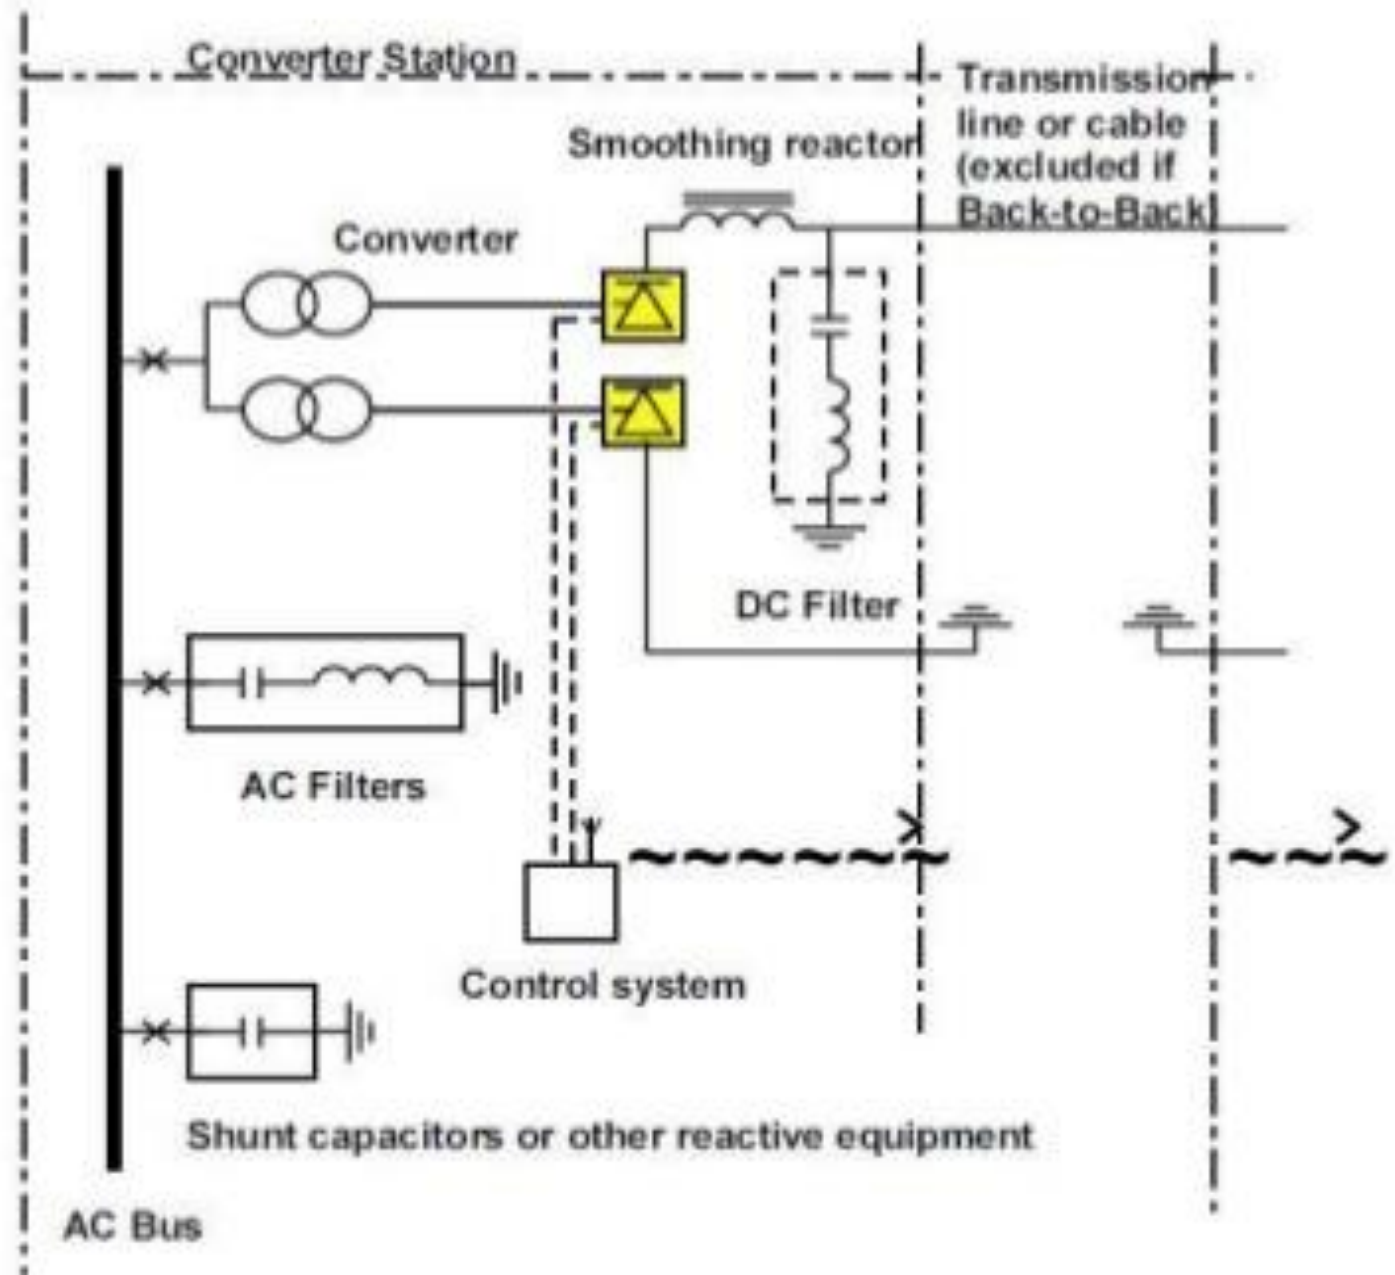 Converter Station
Transmission
line or cable
(excluded if
Back-to-Back
Smoothing reactor
Converter
DC Filter
AC Filters
Control system
Shunt capacitors or other reactive equipment
AC Bus